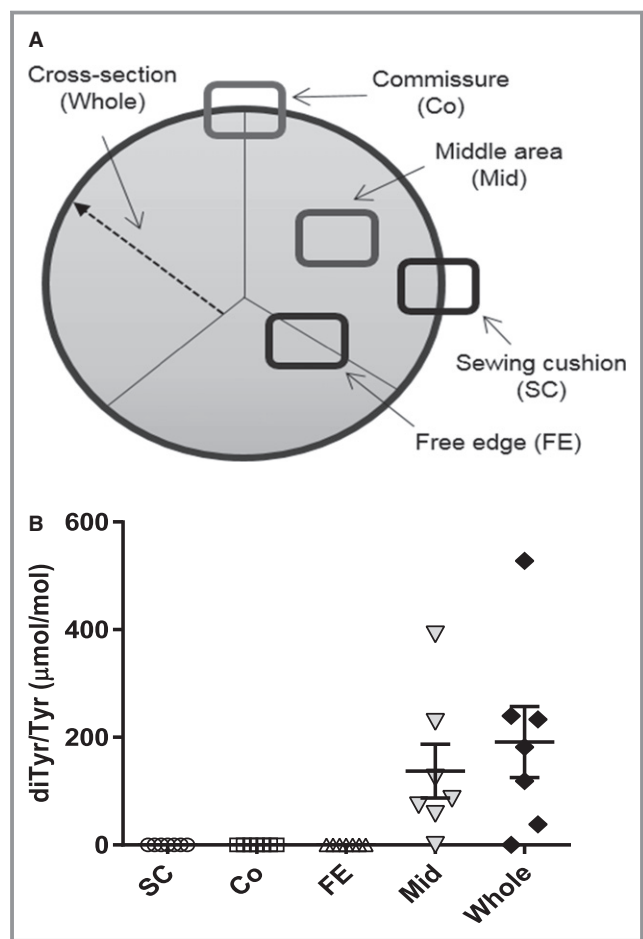 A
Cross-section
(Whole)
Commissure
(Co)
Middle area
(Mid)
Sewing cushion
(SC)
Free edge (FE)
B
600
400
200
0
diTyr/Tyr (μmol/mol)
SC
Co
FE
Mid
Whole